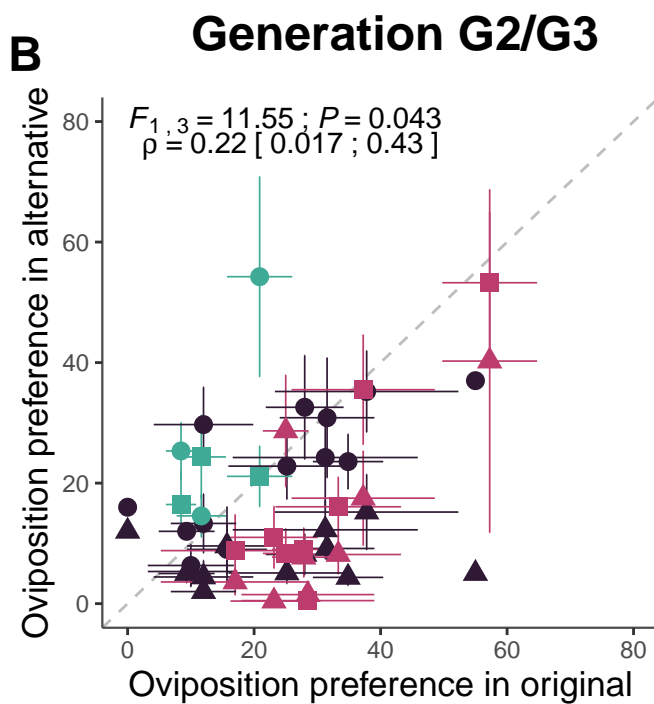 Generation G2/G3
B
F1 , 3 = 11.55 ; P = 0.043
ρ = 0.22 [ 0.017 ; 0.43 ]
Oviposition preference in alternative
80
60
40
20
0
0 20 40 60 80
Oviposition preference in original